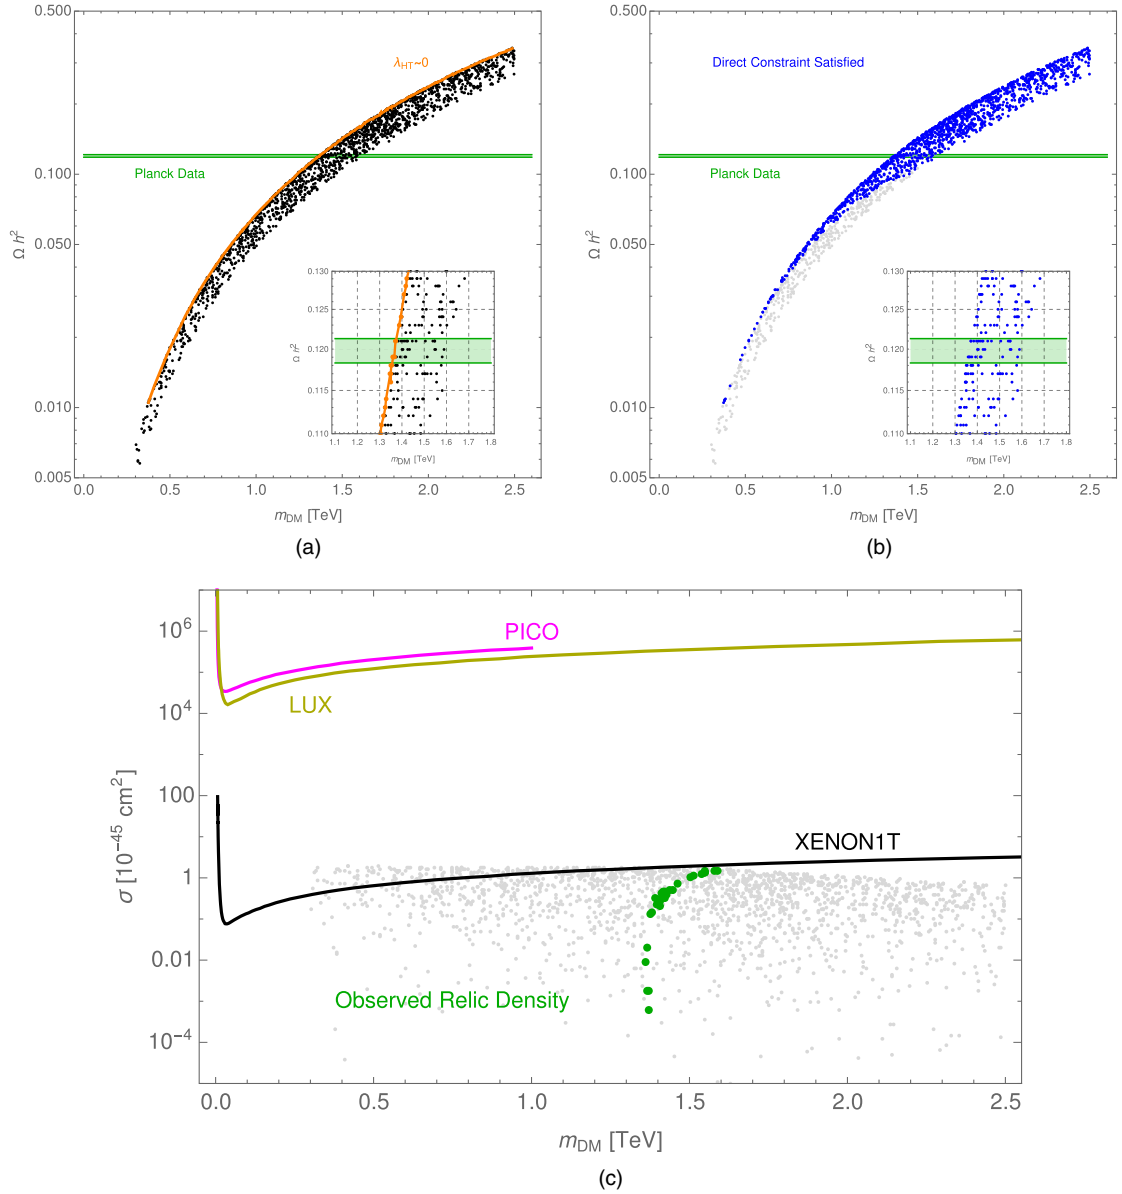 0.500
0.100
0.050
0.010
0.005
Ω h²
λHT~0
Planck Data
0.130
0.125
0.120
0.115
0.110
Ω h²
1.1 1.2 1.3 1.4 1.5 1.6 1.7 1.8
mDM [TeV]
0.0 0.5 1.0 1.5 2.0 2.5
mDM [TeV]
(a)
0.500
0.100
0.050
0.010
0.005
Ω h²
Direct Constraint Satisfied
Planck Data
0.130
0.125
0.120
0.115
0.110
Ω h²
1.1 1.2 1.3 1.4 1.5 1.6 1.7 1.8
mDM [TeV]
0.0 0.5 1.0 1.5 2.0 2.5
mDM [TeV]
(b)
10⁶
10⁴
100
1
0.01
10⁻⁴
σ [10⁻⁴⁵ cm²]
PICO
LUX
XENON1T
Observed Relic Density
0.0 0.5 1.0 1.5 2.0 2.5
mDM [TeV]
(c)